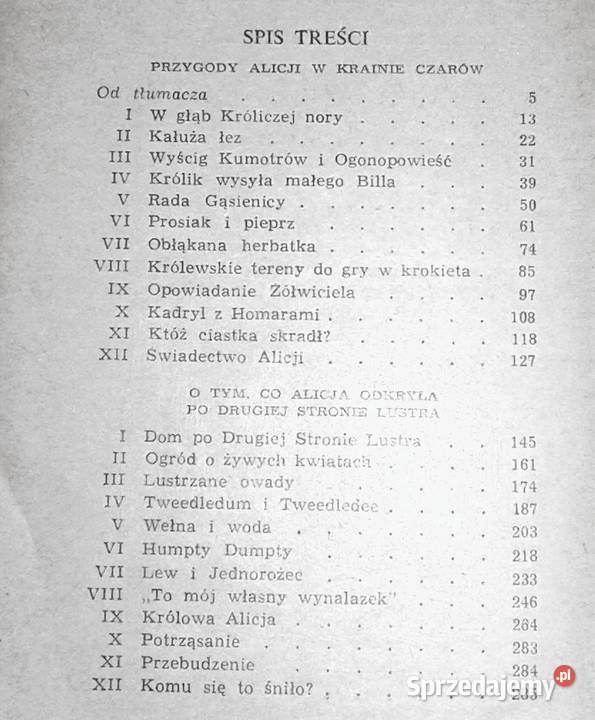 SPIS TREŚCI
PRZYGODY ALICJI W KRAINIE CZARÓW
Od tłumacza . . . . . . . . . 5
I W głąb Króliczej nory . . . . . 13
II Kałuża łez . . . . . . . 22
III Wyścig Kumotrów i Ogonopowieść . 31
IV Królik wysyła małego Billa . . . 39
V Rada Gąsienicy . . . . . . 50
VI Prosiak i pieprz . . . . . . 61
VII Obłąkana herbatka . . . . . 74
VIII Królewskie tereny do gry w krokieta . 85
IX Opowiadanie Żółwiciela . . . . 97
X Kadryl z Homarami . . . . . 108
XI Któż ciastka skradł? . . . . . 118
XII Świadectwo Alicji . . . . . 127
O TYM, CO ALICJA ODKRYŁA
PO DRUGIEJ STRONIE LUSTRA
I Dom po Drugiej Stronie Lustra . . 145
II Ogród o żywych kwiatach . . . . 161
III Lustrzane owady . . . . . 174
IV Tweedledum i Tweedledee . . . . 187
V Wełna i woda . . . . . . 203
VI Humpty Dumpty . . . . . 218
VII Lew i Jednorożec . . . . . 233
VIII „To mój własny wynalazek" . . . 246
IX Królowa Alicja . . . . . . 264
X Potrząsanie . . . . . . . 283
XI Przebudzenie . . . . . . 284
XII Komu się to śniło? . . . .
Sprzedajemy.pl